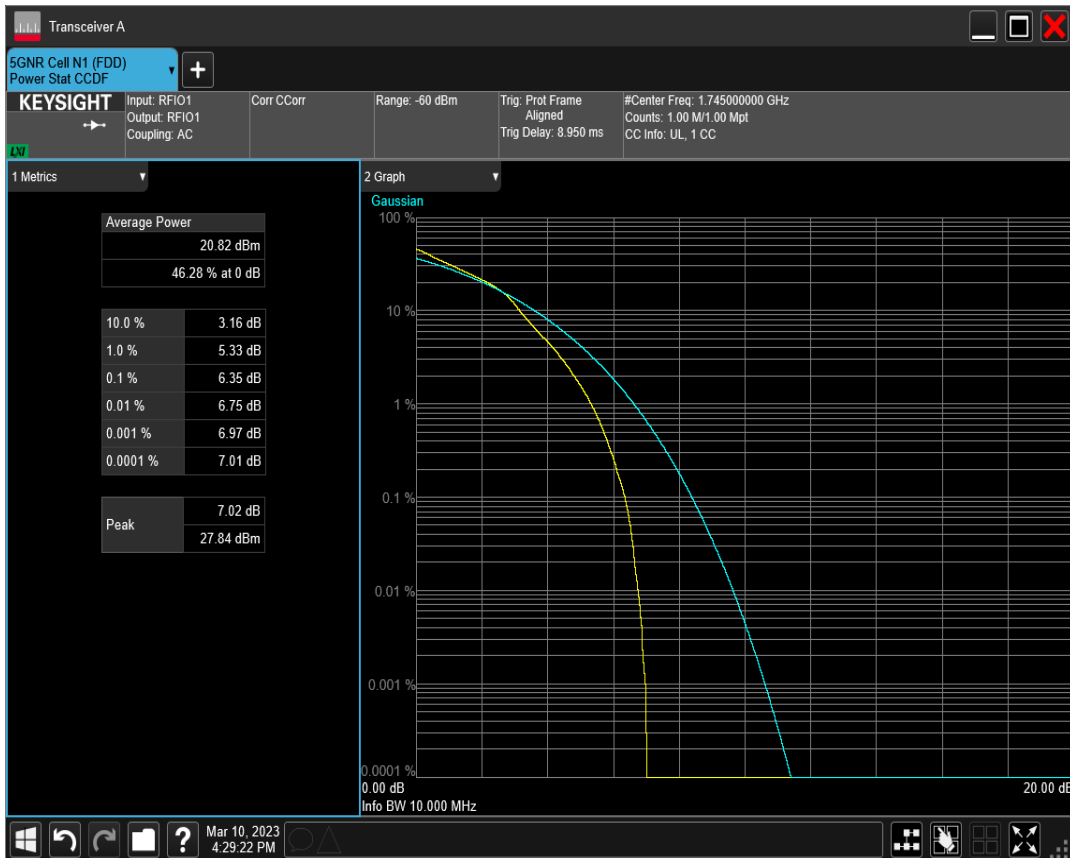 Transceiver A
5GNR Cell N1 (FDD)
Power Stat CCDF
KEYSIGHT
LXI
Input: RFIO1
Output: RFIO1
Coupling: AC
Corr CCorr
Range: -60 dBm
Trig: Prot Frame
Aligned
Trig Delay: 8.950 ms
#Center Freq: 1.745000000 GHz
Counts: 1.00 M/1.00 Mpt
CC Info: UL, 1 CC
1 Metrics
Average Power
20.82 dBm
46.28 % at 0 dB
10.0 % 3.16 dB
1.0 % 5.33 dB
0.1 % 6.35 dB
0.01 % 6.75 dB
0.001 % 6.97 dB
0.0001 % 7.01 dB
Peak 7.02 dB
27.84 dBm
2 Graph
Gaussian
100 %
10 %
1 %
0.1 %
0.01 %
0.001 %
0.0001 %
0.00 dB 20.00 dB
Info BW 10.000 MHz
?
Mar 10, 2023
4:29:22 PM